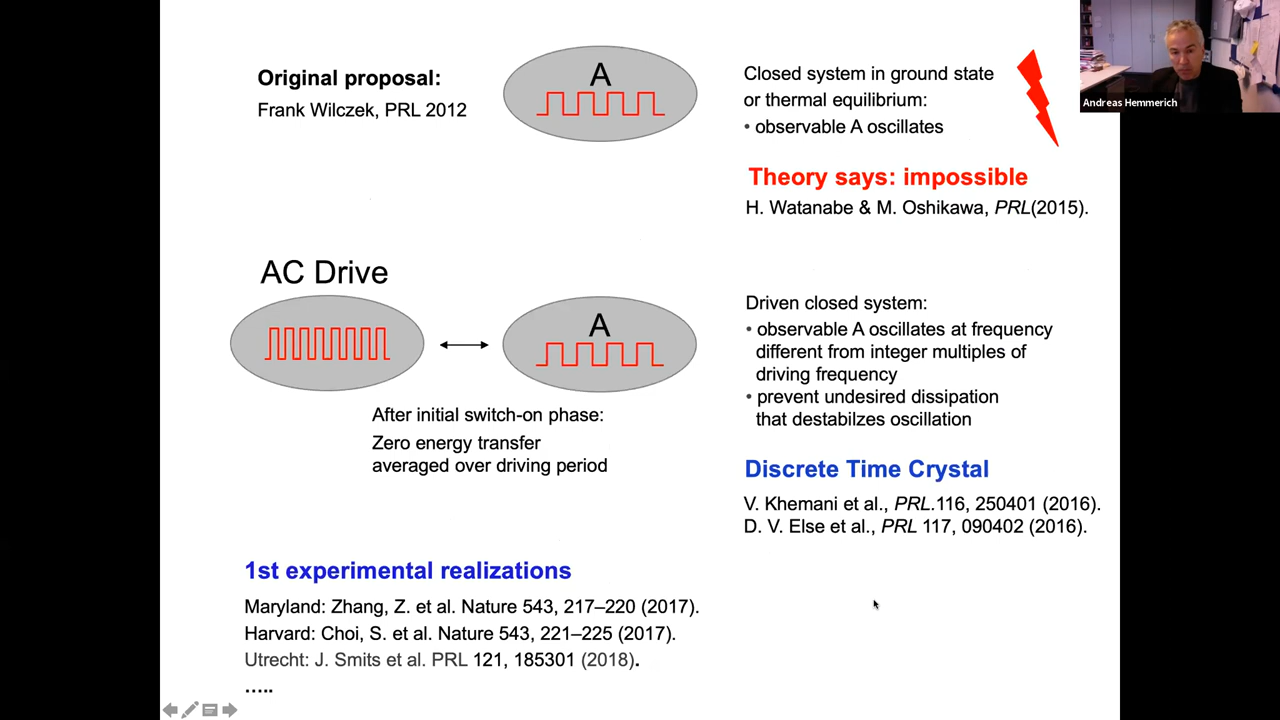 Original proposal:
Frank Wilczek, PRL 2012
A
Closed system in ground state
or thermal equilibrium:
• observable A oscillates
Andreas Hemmerich
Theory says: impossible
H. Watanabe & M. Oshikawa, PRL(2015).
AC Drive
A
After initial switch-on phase:
Zero energy transfer
averaged over driving period
Driven closed system:
• observable A oscillates at frequency
different from integer multiples of
driving frequency
• prevent undesired dissipation
that destabilzes oscillation
Discrete Time Crystal
V. Khemani et al., PRL.116, 250401 (2016).
D. V. Else et al., PRL 117, 090402 (2016).
1st experimental realizations
Maryland: Zhang, Z. et al. Nature 543, 217–220 (2017).
Harvard: Choi, S. et al. Nature 543, 221–225 (2017).
Utrecht: J. Smits et al. PRL 121, 185301 (2018).
.....